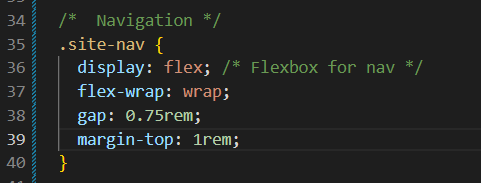 34 /*  Navigation */
35 .site-nav {
36   display: flex; /* Flexbox for nav */
37   flex-wrap: wrap;
38   gap: 0.75rem;
39   margin-top: 1rem;
40 }